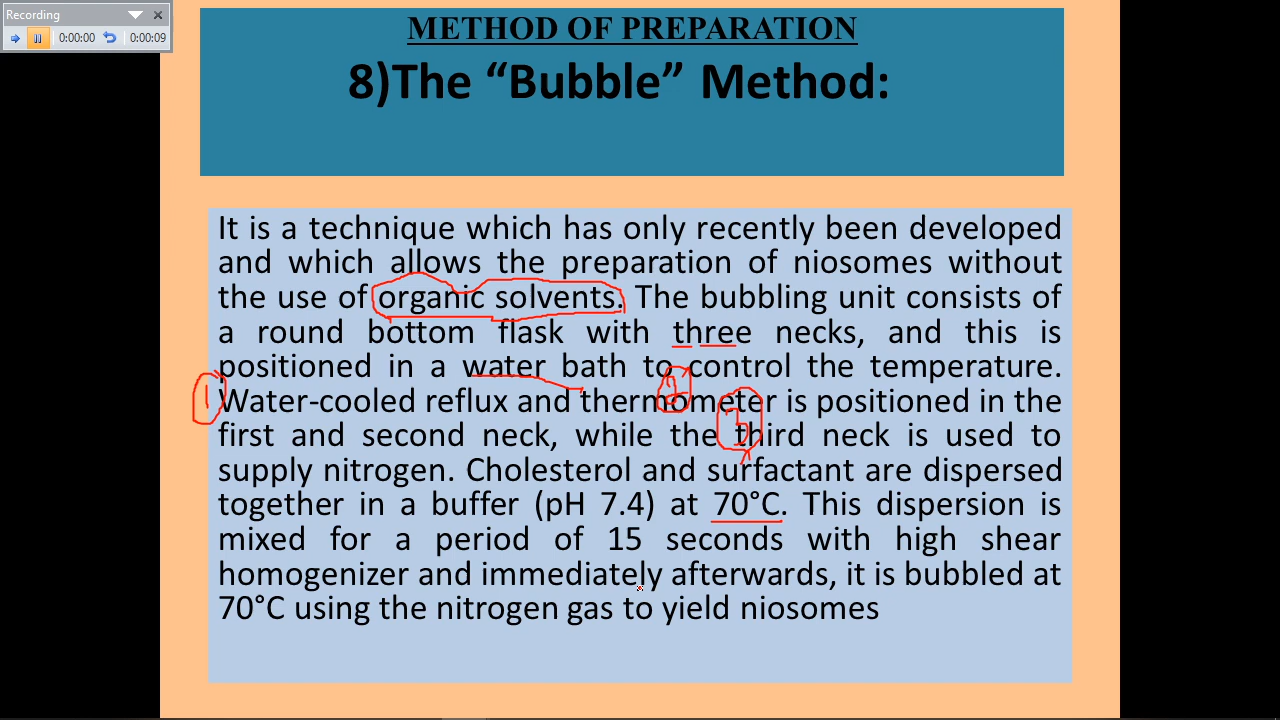 Recording
0:00:00 0:00:09
METHOD OF PREPARATION
8)The “Bubble” Method:
It is a technique which has only recently been developed
and which allows the preparation of niosomes without
the use of organic solvents. The bubbling unit consists of
a round bottom flask with three necks, and this is
positioned in a water bath to control the temperature.
2
1 Water-cooled reflux and thermometer is positioned in the
3
first and second neck, while the third neck is used to
supply nitrogen. Cholesterol and surfactant are dispersed
together in a buffer (pH 7.4) at 70°C. This dispersion is
mixed for a period of 15 seconds with high shear
homogenizer and immediately afterwards, it is bubbled at
70°C using the nitrogen gas to yield niosomes